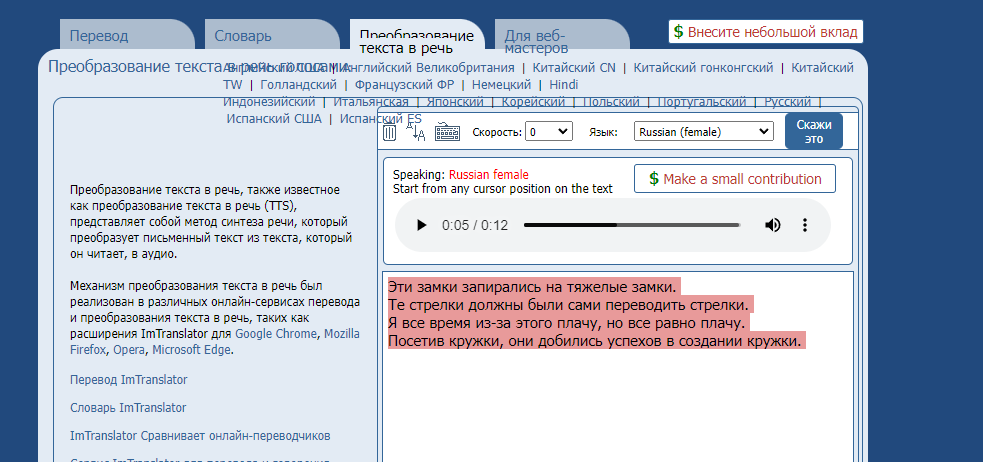 Перевод
Словарь
Преобразование
текста в речь
Для веб-
мастеров
$ Внесите небольшой вклад
Преобразование текста в речь голосами:
Английский США | Английский Великобритания | Китайский CN | Китайский гонконгский | Китайский
TW | Голландский | Французский ФР | Немецкий | Hindi
Индонезийский | Итальянская | Японский | Корейский | Польский | Португальский | Русский |
Испанский США | Испанский ES
Скорость: 0 Язык: Russian (female)
Скажи
это
Преобразование текста в речь, также известное
как преобразование текста в речь (TTS),
представляет собой метод синтеза речи, который
преобразует письменный текст из текста, который
он читает, в аудио.
Механизм преобразования текста в речь был
реализован в различных онлайн-сервисах перевода
и преобразования текста в речь, таких как
расширения ImTranslator для Google Chrome, Mozilla
Firefox, Opera, Microsoft Edge.
Перевод ImTranslator
Словарь ImTranslator
ImTranslator Сравнивает онлайн-переводчиков
Speaking: Russian female
Start from any cursor position on the text
$ Make a small contribution
0:05 / 0:12
Эти замки запирались на тяжелые замки.
Те стрелки должны были сами переводить стрелки.
Я все время из-за этого плачу, но все равно плачу.
Посетив кружки, они добились успехов в создании кружки.